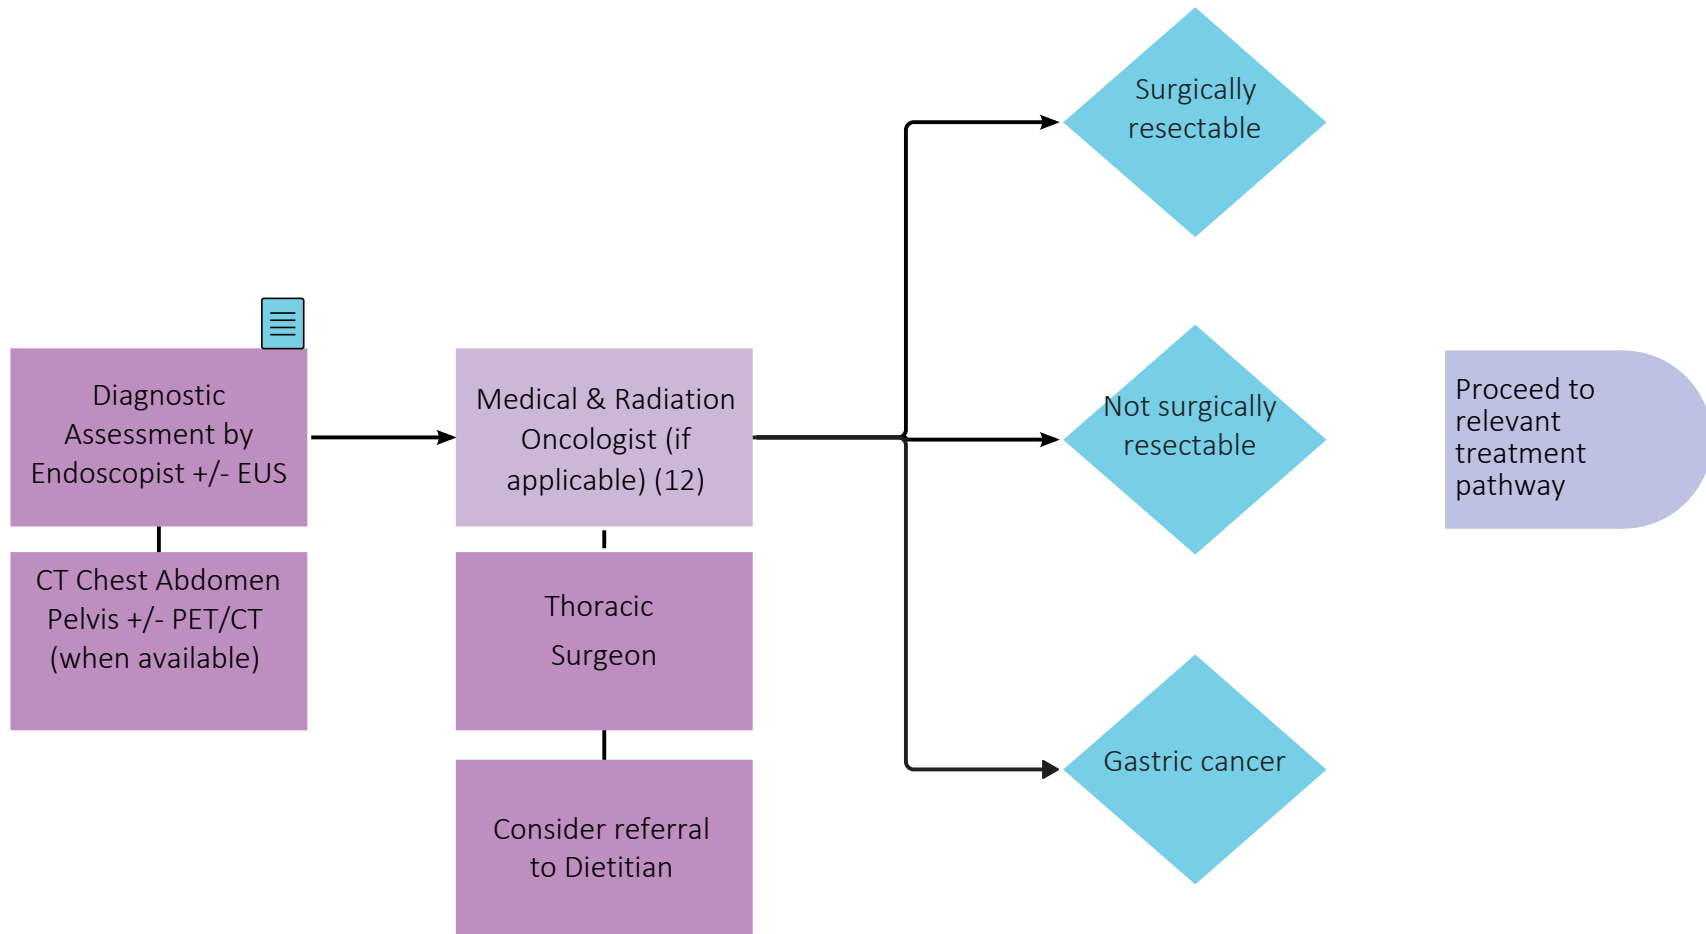 Surgically
resectable
Diagnostic
Assessment by
Endoscopist +/- EUS
CT Chest Abdomen
Pelvis +/- PET/CT
(when available)
Medical & Radiation
Oncologist (if
applicable) (12)
Thoracic
Surgeon
Consider referral
to Dietitian
Not surgically
resectable
Gastric cancer
Proceed to
relevant
treatment
pathway